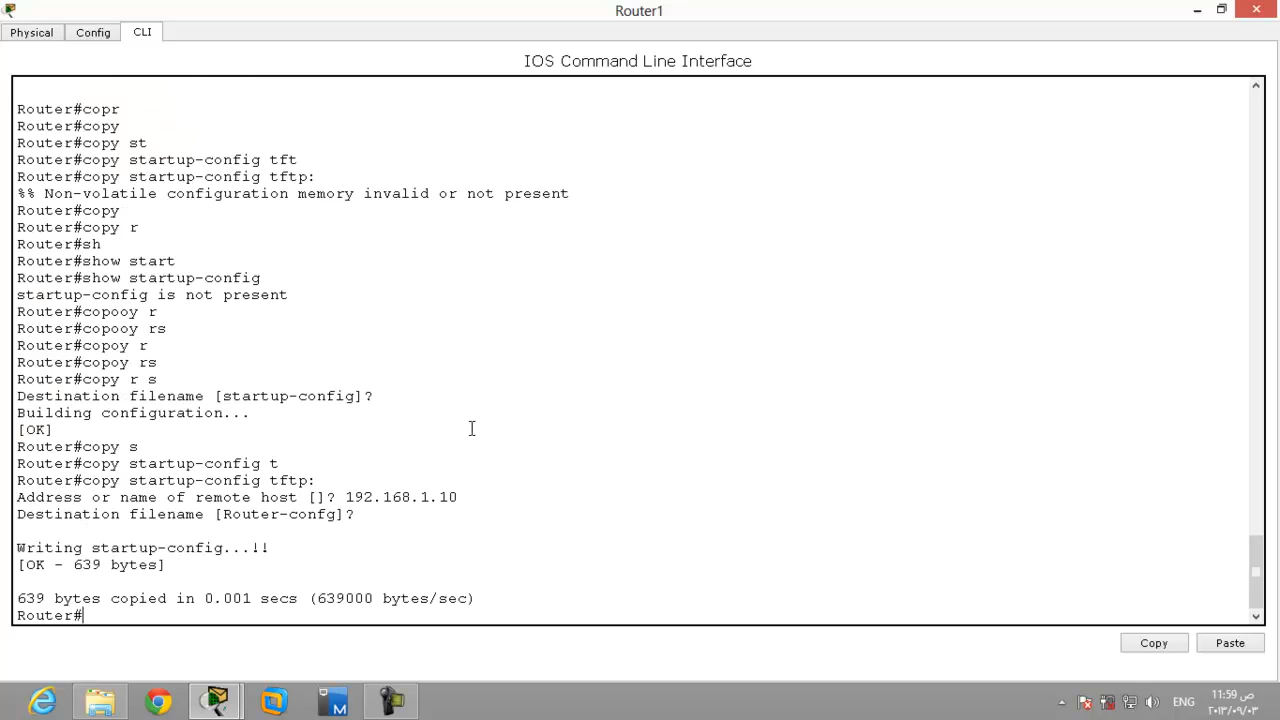 Router1
Physical
Config
CLI
IOS Command Line Interface
Router#copr
Router#copy
Router#copy st
Router#copy startup-config tft
Router#copy startup-config tftp:
%% Non-volatile configuration memory invalid or not present
Router#copy
Router#copy r
Router#sh
Router#show start
Router#show startup-config
startup-config is not present
Router#copooy r
Router#copooy rs
Router#copoy r
Router#copoy rs
Router#copy r s
Destination filename [startup-config]?
Building configuration...
[OK]
Router#copy s
Router#copy startup-config t
Router#copy startup-config tftp:
Address or name of remote host []? 192.168.1.10
Destination filename [Router-confg]?
Writing startup-config...!!
[OK - 639 bytes]
639 bytes copied in 0.001 secs (639000 bytes/sec)
Router#
Copy
Paste
ENG
11:59 ص
٢٠١٣/٠٩/٠٣